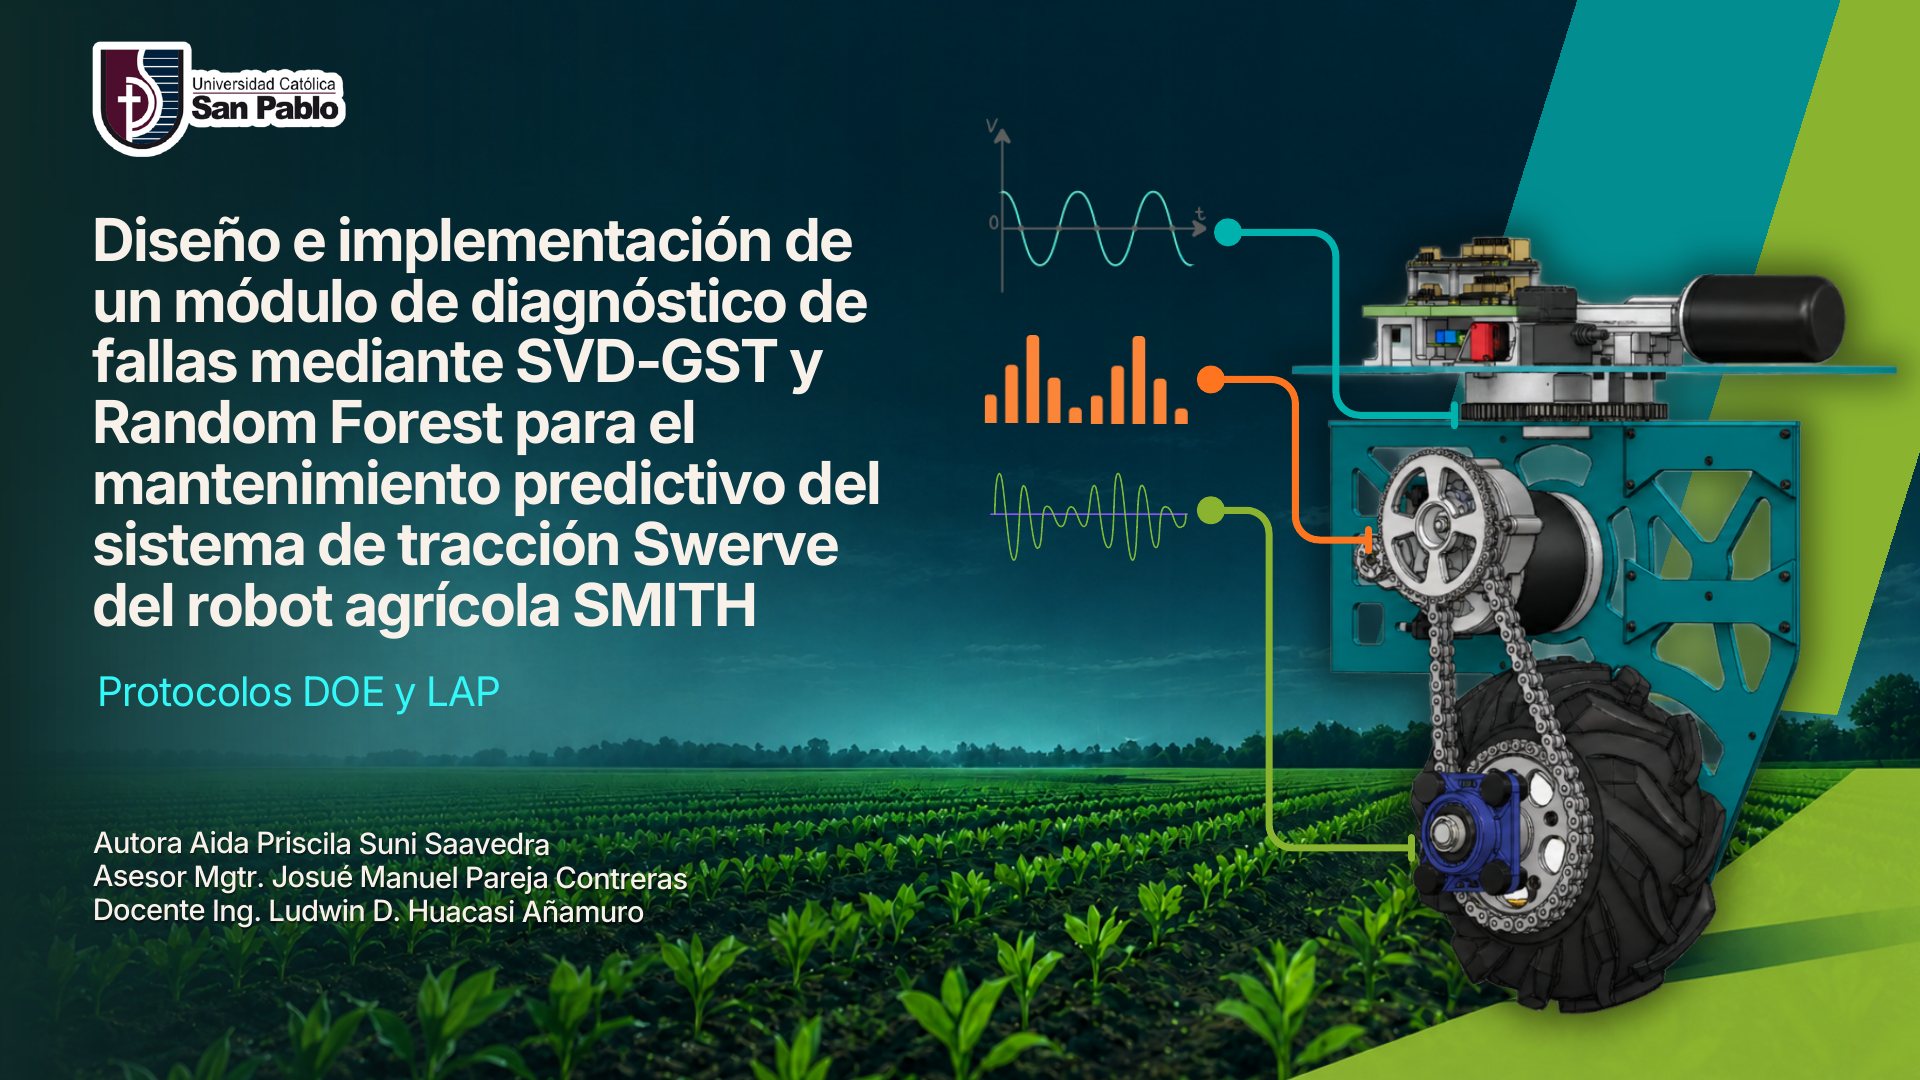 Universidad Católica
San Pablo
Diseño e implementación de
un módulo de diagnóstico de
fallas mediante SVD-GST y
Random Forest para el
mantenimiento predictivo del
sistema de tracción Swerve
del robot agrícola SMITH
Protocolos DOE y LAP
Autora Aida Priscila Suni Saavedra
Asesor Mgtr. Josué Manuel Pareja Contreras
Docente Ing. Ludwin D. Huacasi Añamuro
V
0
t